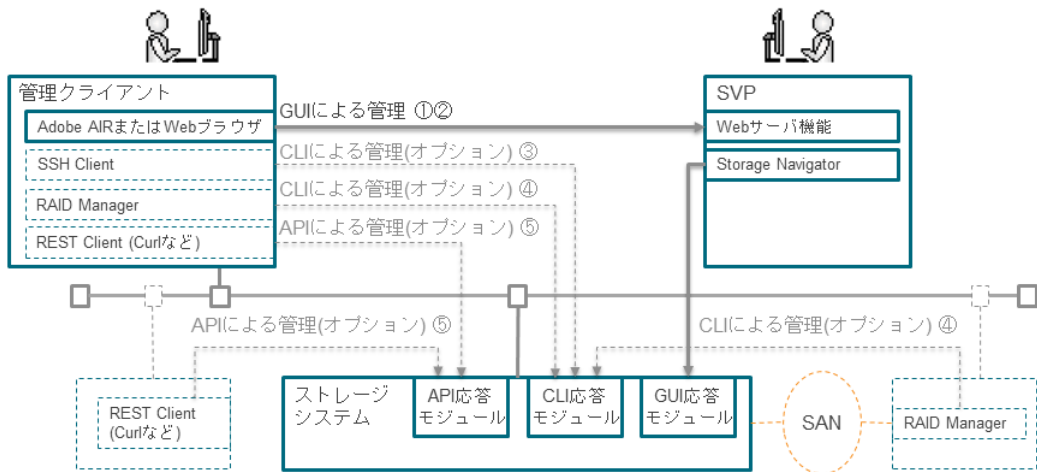 管理クライアント
Adobe AIRまたはWebブラウザ
SSH Client
RAID Manager
REST Client (Curlなど)
GUIによる管理 ①②
CLIによる管理(オプション) ③
CLIによる管理(オプション) ④
APIによる管理(オプション) ⑤
SVP
Webサーバ機能
Storage Navigator
APIによる管理(オプション) ⑤
CLIによる管理(オプション) ④
REST Client
(Curlなど)
ストレージ
システム
API応答
モジュール
CLI応答
モジュール
GUI応答
モジュール
SAN
RAID Manager